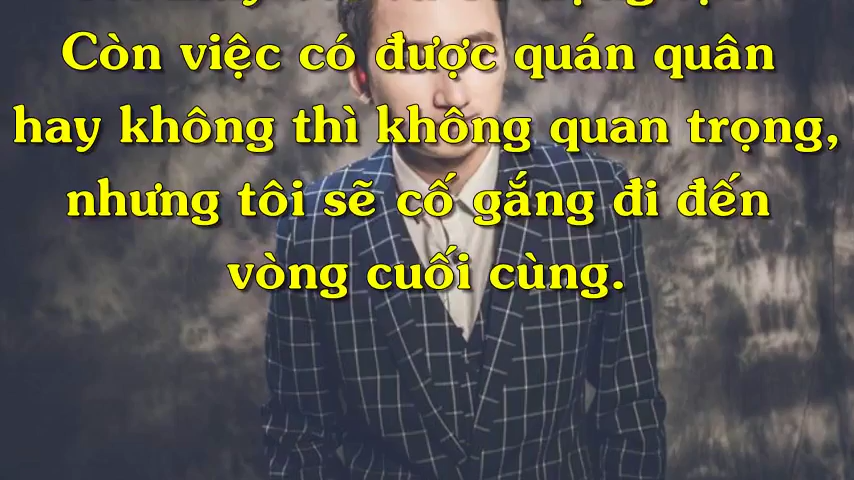 Còn việc có được quán quân
hay không thì không quan trọng,
nhưng tôi sẽ cố gắng đi đến
vòng cuối cùng.